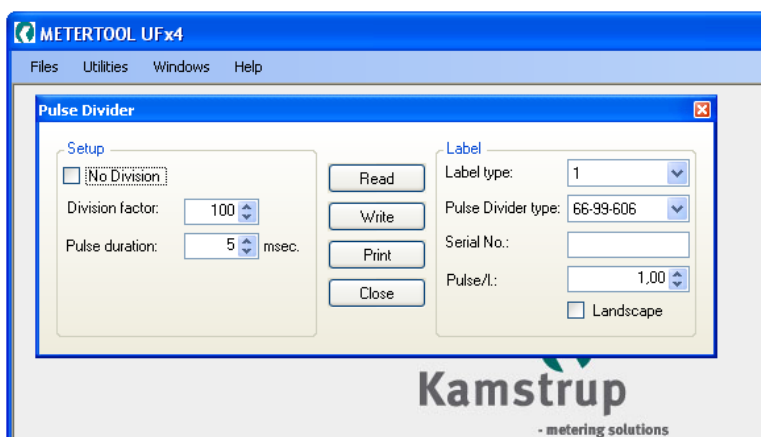 METERTOOL UFx4
Files Utilities Windows Help
Pulse Divider
Setup
No Division
Division factor: 100
Pulse duration: 5 msec.
Read
Write
Print
Close
Label
Label type: 1
Pulse Divider type: 66-99-606
Serial No.:
Pulse/l.: 1,00
Landscape
Kamstrup
- metering solutions